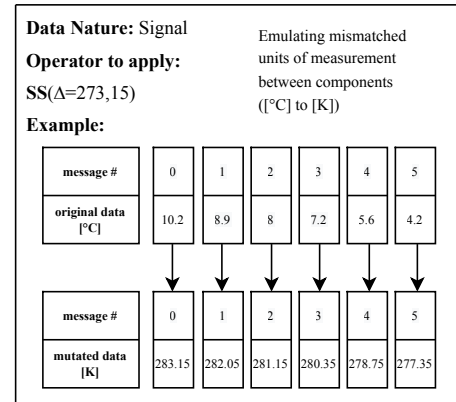 Data Nature: Signal
Operator to apply:
SS(Δ=273,15)
Example:
Emulating mismatched
units of measurement
between components
([°C] to [K])
message # 0 1 2 3 4 5
original data
[°C]
10.2 8.9 8 7.2 5.6 4.2
message # 0 1 2 3 4 5
mutated data
[K]
283.15 282.05 281.15 280.35 278.75 277.35